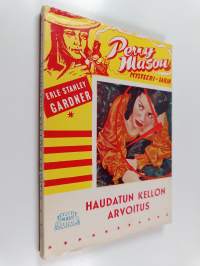 Perry
Mason
MYSTEERI-SARJA
ERLE STANLEY
GARDNER
HAUDATUN KELLON
ARVOITUS